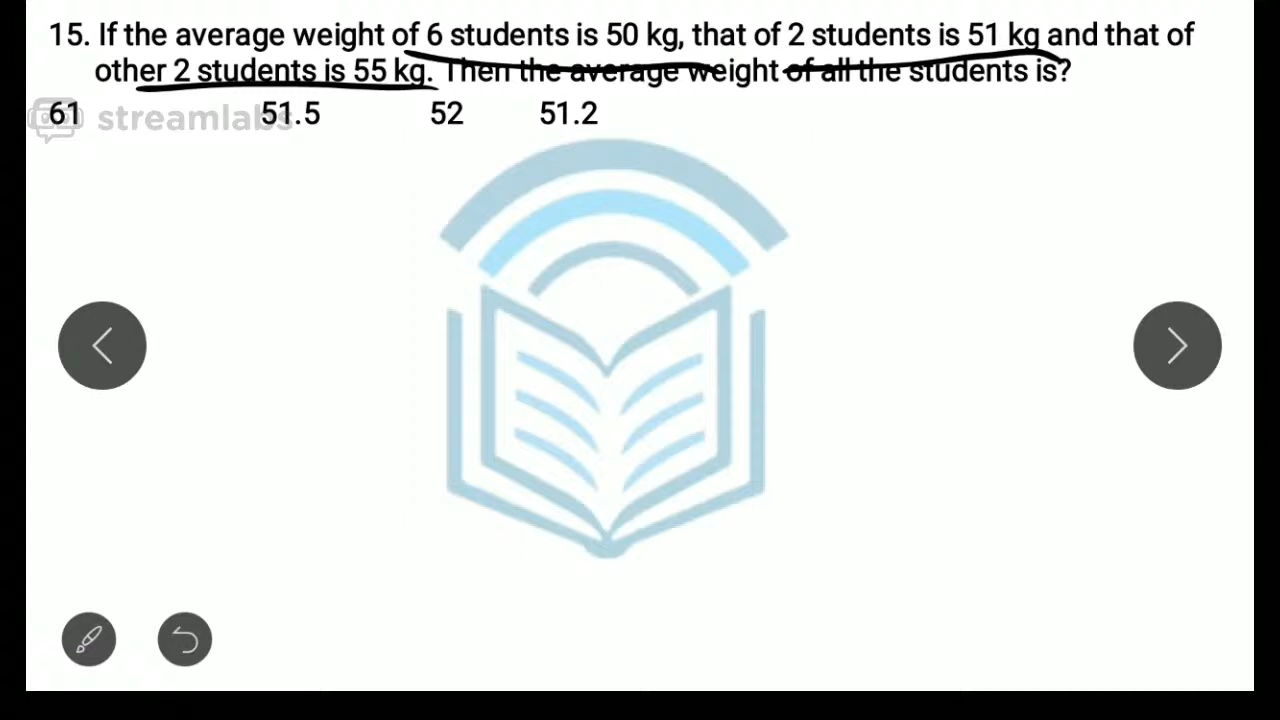 15. If the average weight of 6 students is 50 kg, that of 2 students is 51 kg and that of
other 2 students is 55 kg. Then the average weight of all the students is?
61 51.5 52 51.2
streamlabs